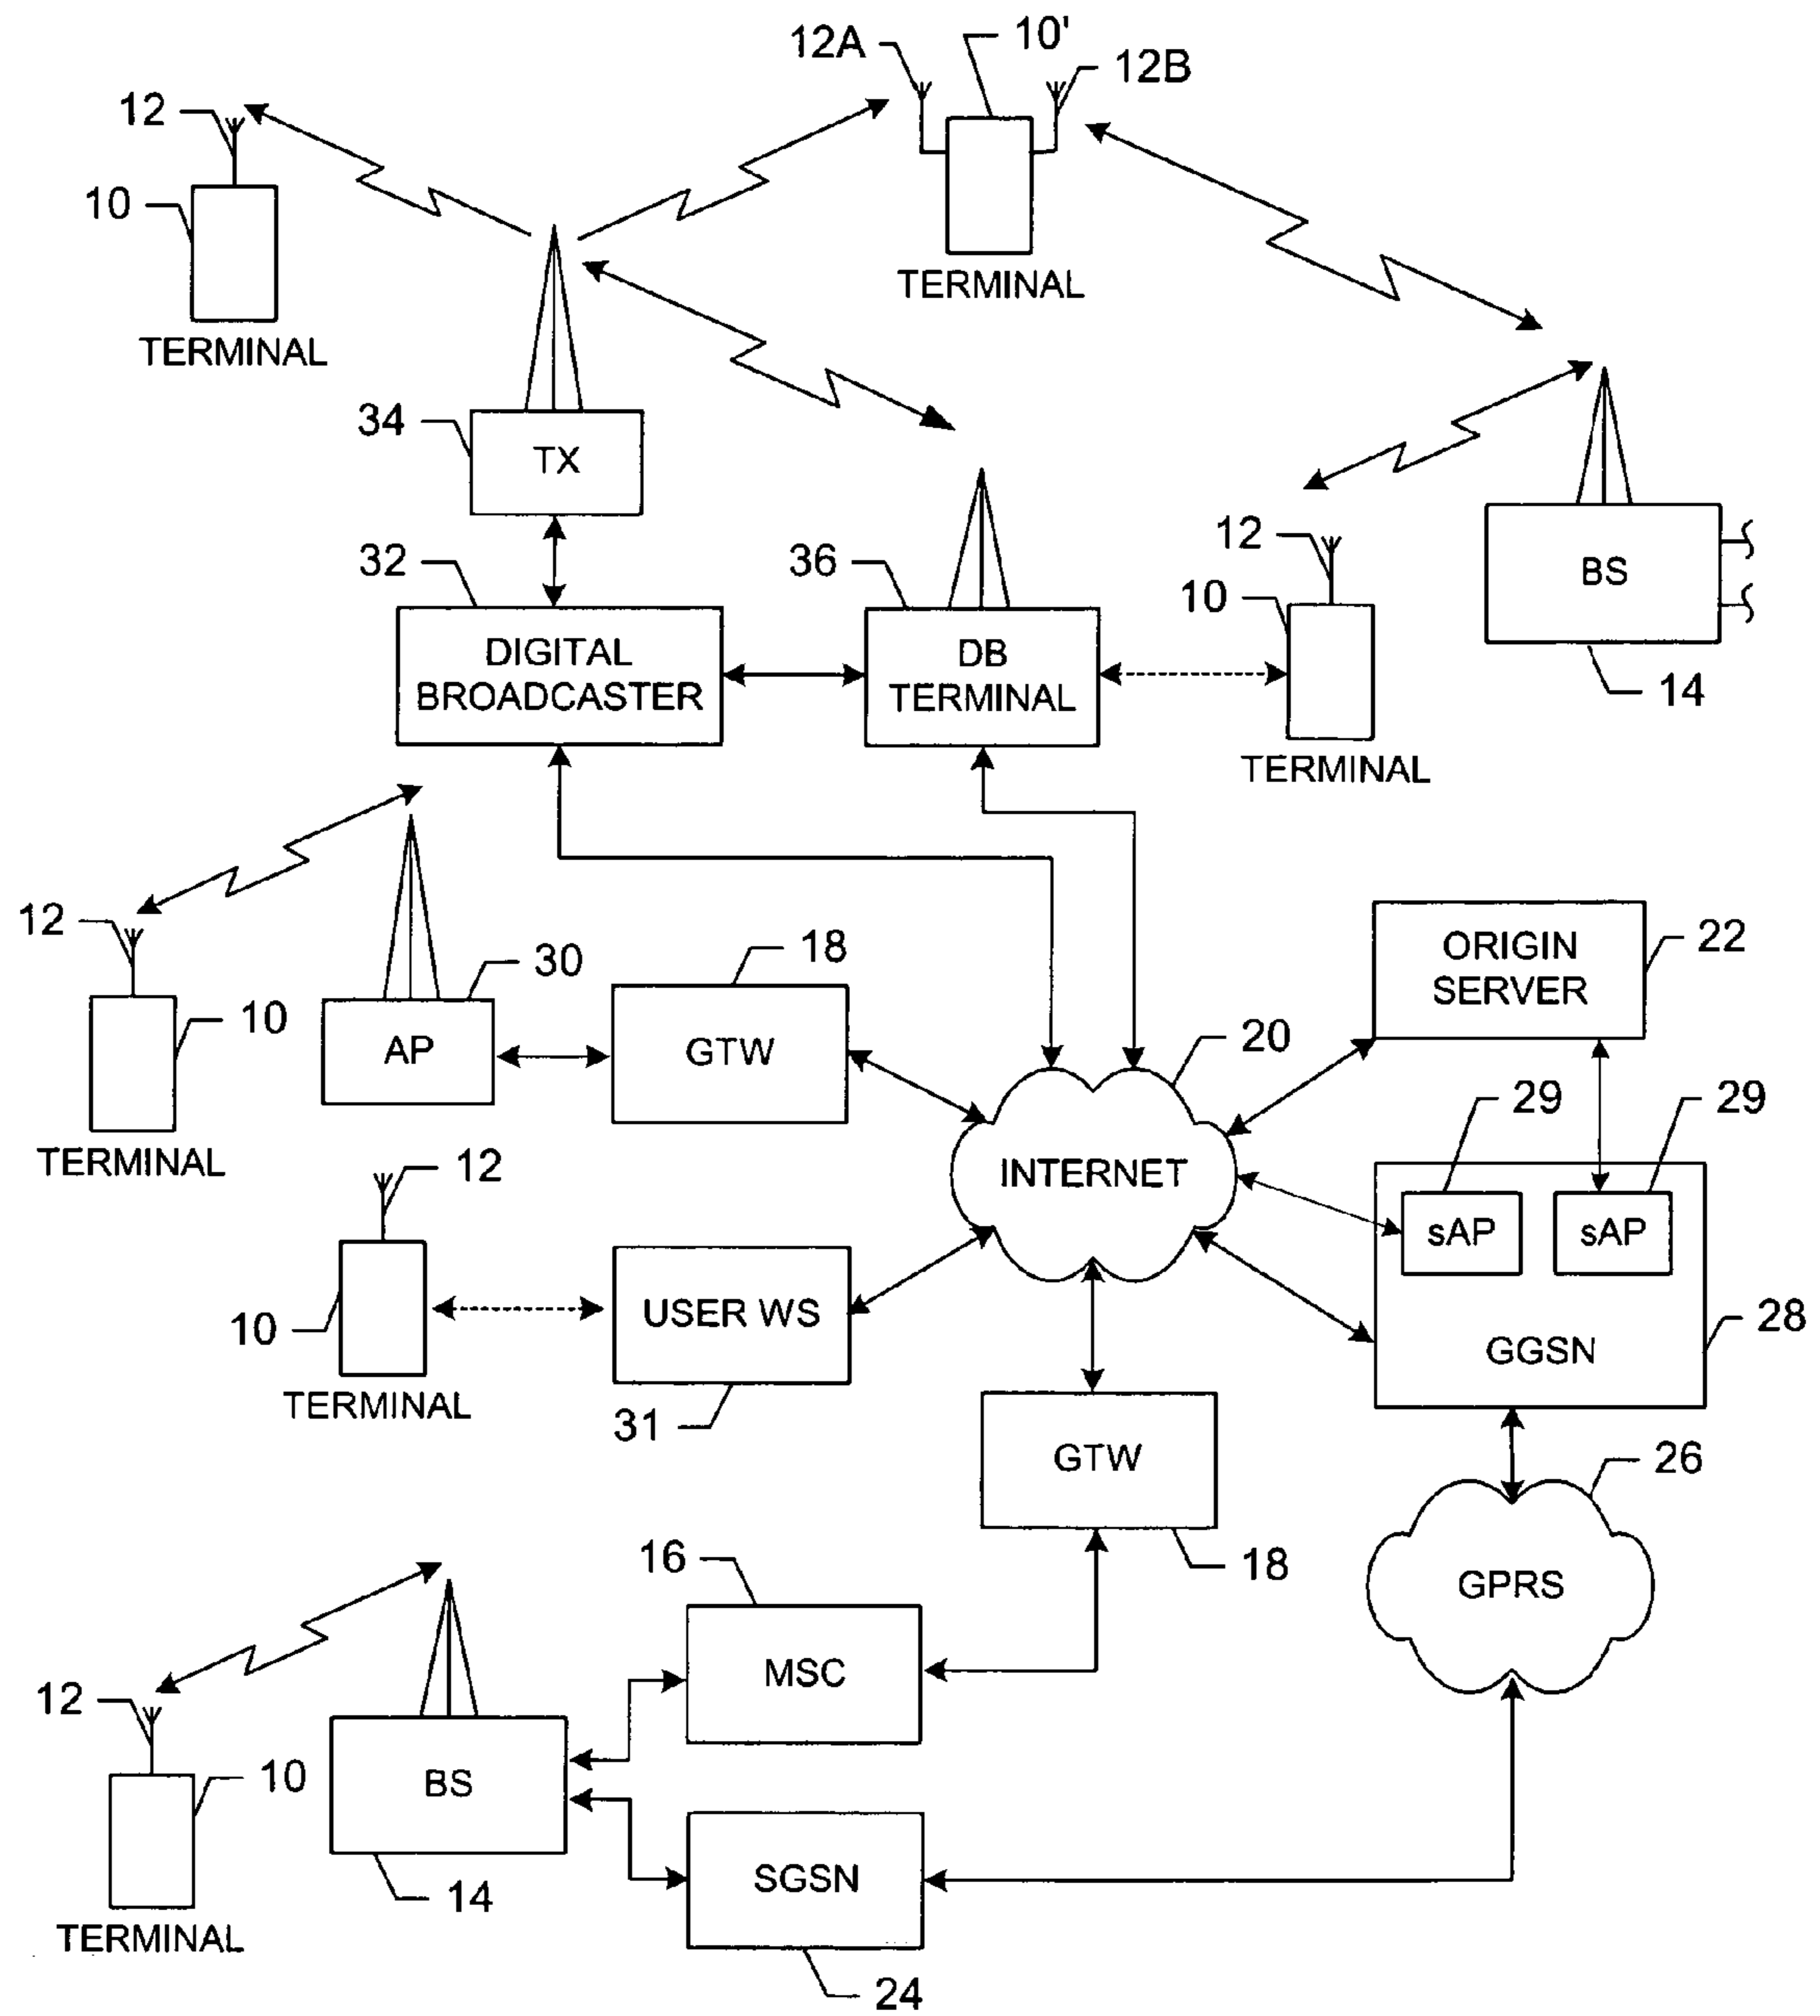 12A
10'
12B
12
10
TERMINAL
TERMINAL
34
TX
32
36
12
10
BS
DIGITAL
BROADCASTER
DB
TERMINAL
TERMINAL
14
12
10
30
18
AP
GTW
TERMINAL
20
ORIGIN
SERVER
22
29
29
INTERNET
sAP
sAP
12
10
USER WS
TERMINAL
31
GGSN
28
GTW
18
26
GPRS
16
MSC
12
10
BS
14
TERMINAL
SGSN
24